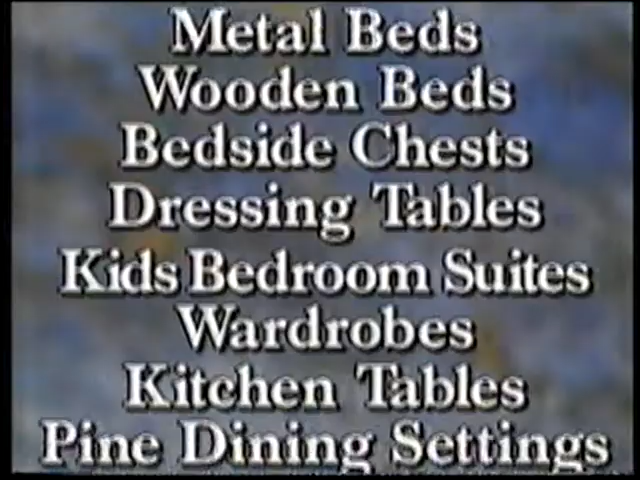 Metal Beds
Wooden Beds
Bedside Chests
Dressing Tables
Kids Bedroom Suites
Wardrobes
Kitchen Tables
Pine Dining Settings